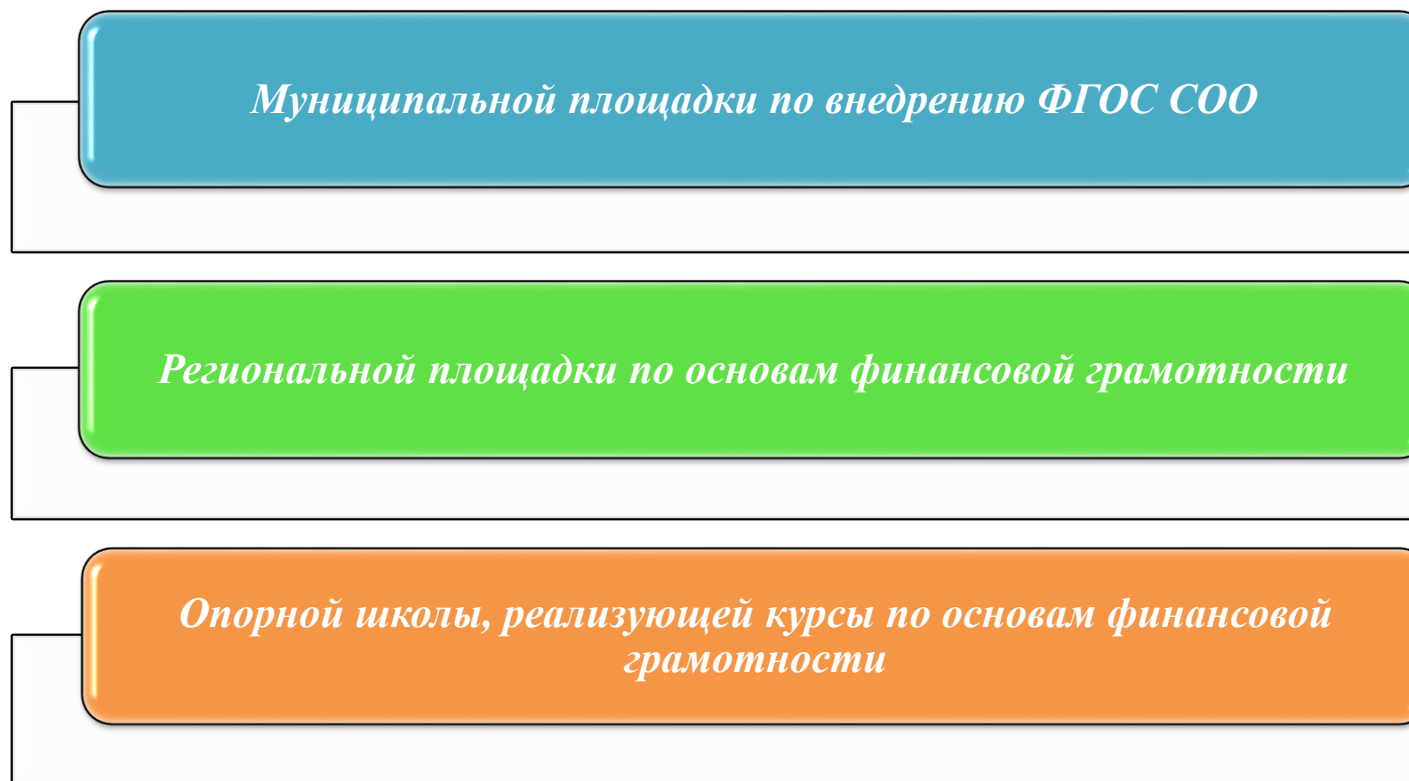 Муниципальной площадки по внедрению ФГОС СОО
Региональной площадки по основам финансовой грамотности
Опорной школы, реализующей курсы по основам финансовой
грамотности